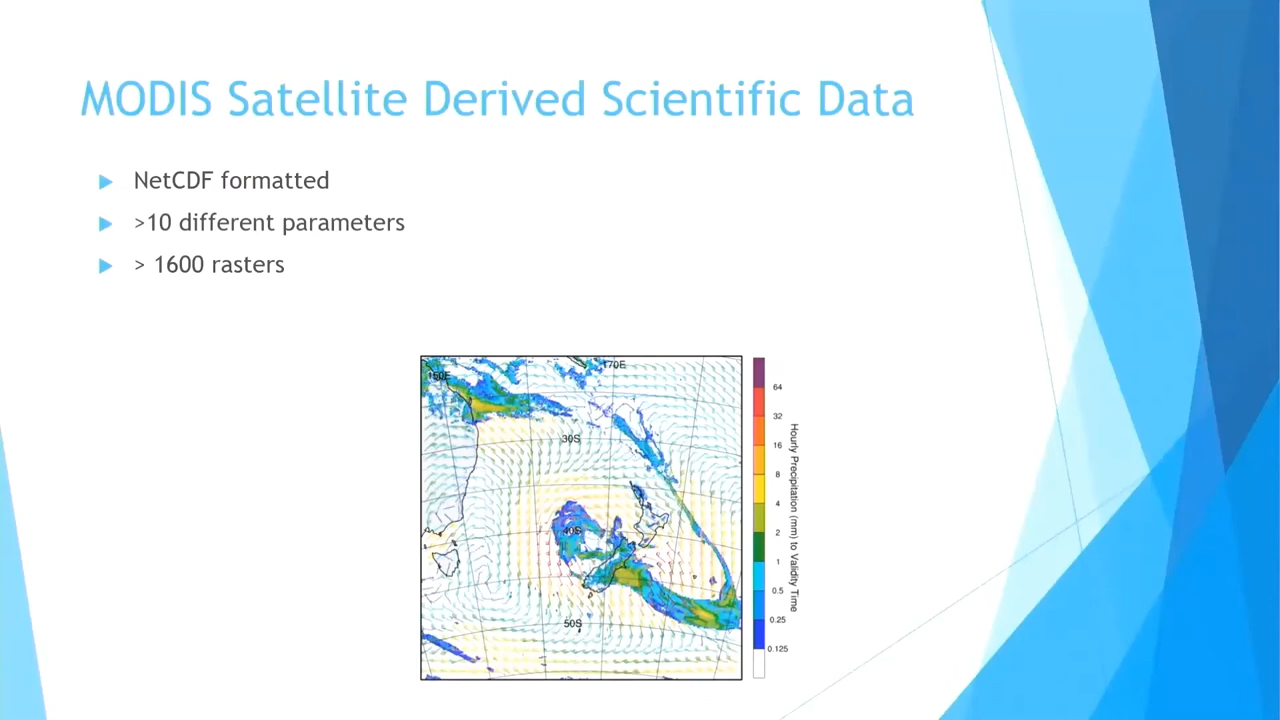 MODIS Satellite Derived Scientific Data
NetCDF formatted
>10 different parameters
> 1600 rasters
150E
170E
30S
40S
50S
64
32
16
8
4
2
1
0.5
0.25
0.125
Hourly Precipitation (mm) to Validity Time